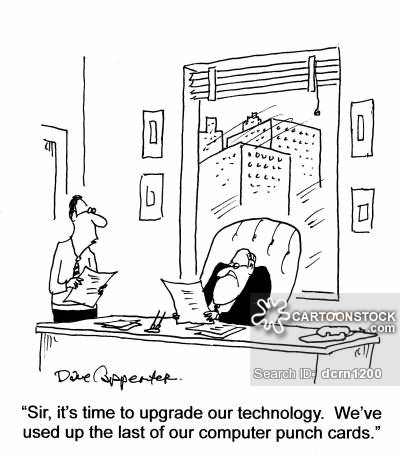 CARTOONSTOCK
.com
Search ID: dcrn1200
Dave Carpenter.
“Sir, it’s time to upgrade our technology. We’ve
used up the last of our computer punch cards.”